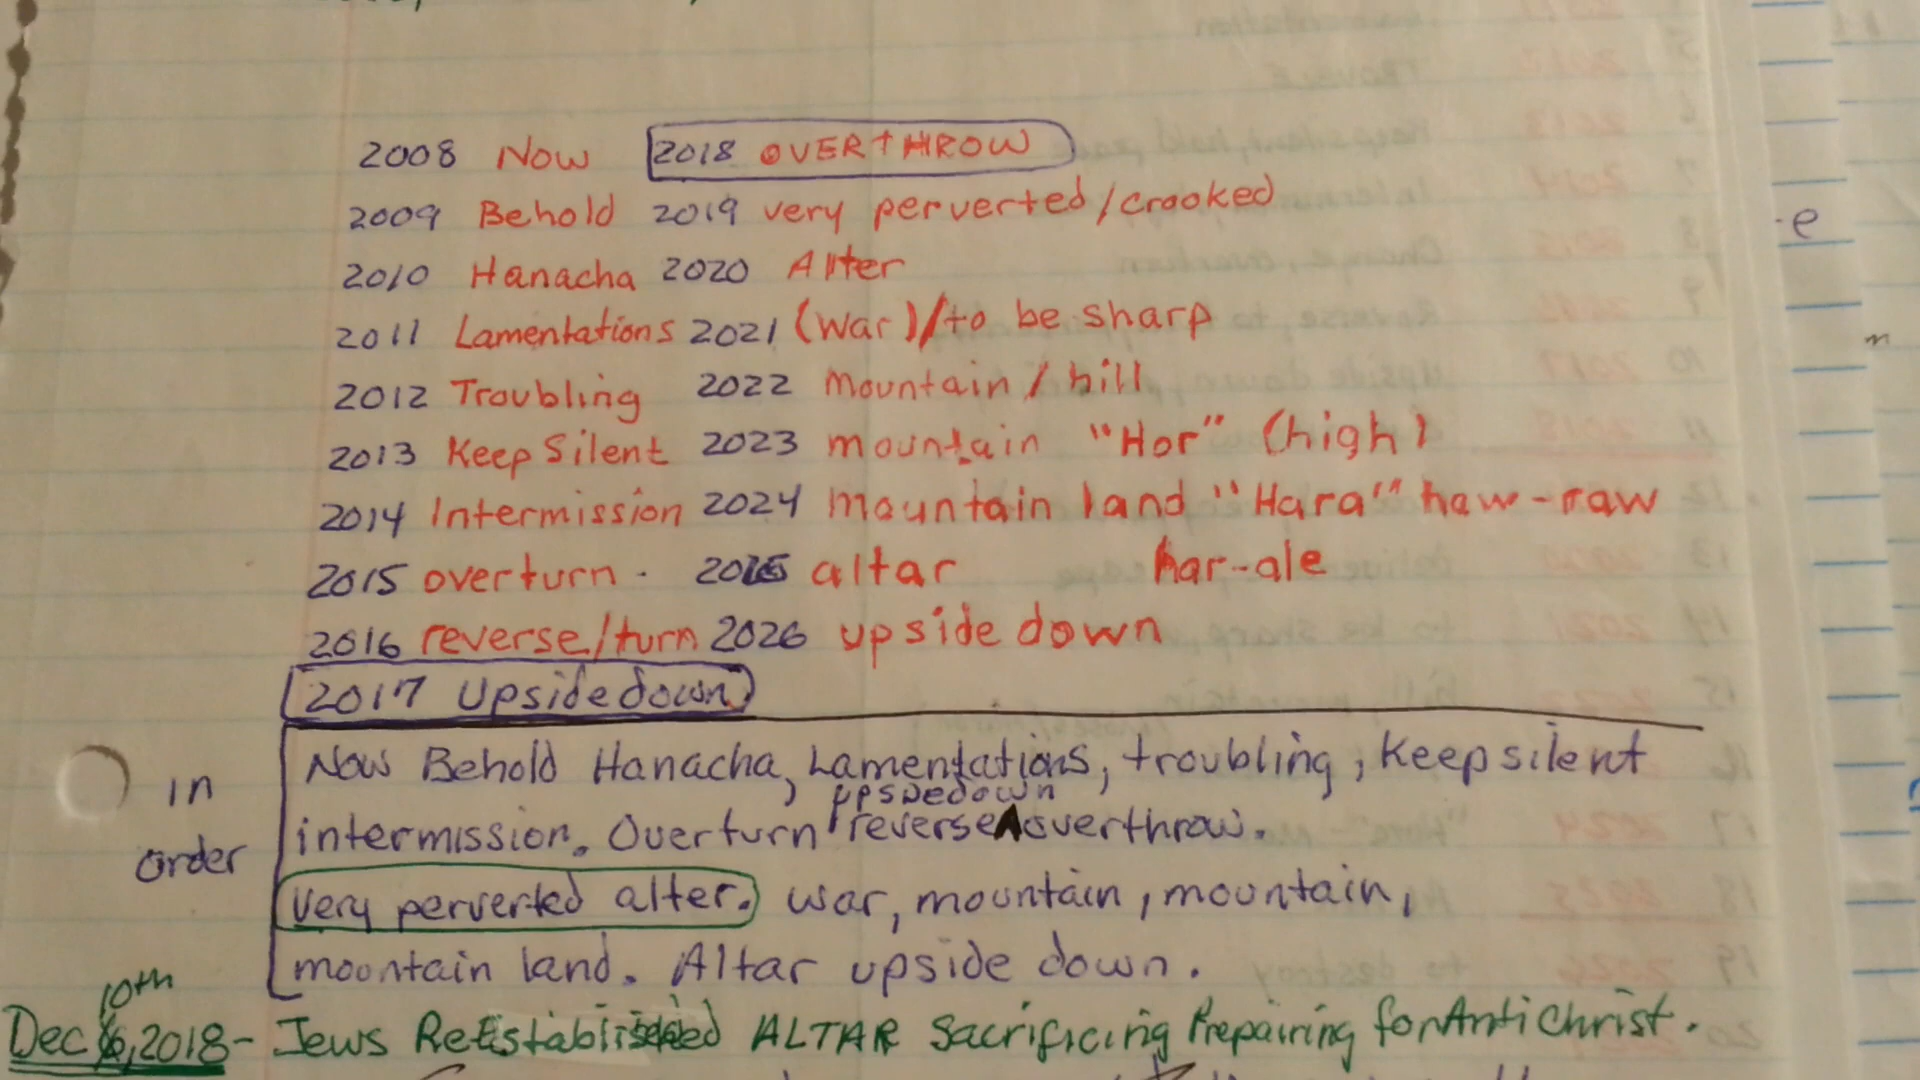 2008 Now 2018 OVERTHROW
2009 Behold 2019 very perverted/crooked
2010 Hanacha 2020 Alter
2011 Lamentations 2021 (war)/to be sharp
2012 Troubling 2022 Mountain/hill
2013 Keep Silent 2023 mountain "Hor" (high)
2014 Intermission 2024 Mountain land "Hara" haw-raw
2015 overturn. 2025 altar har-ale
2016 reverse/turn 2026 upside down
2017 Upsidedown
in order
Now Behold Hanacha, Lamentations, troubling, Keep silent
upsidedown
intermission. Overturn reverse overthrow.
Very perverted alter. War, mountain, mountain,
mountain land. Altar upside down.
10th
Dec, 2018- Jews ReEstablished ALTAR Sacrificing Prepairing for AntiChrist.
e